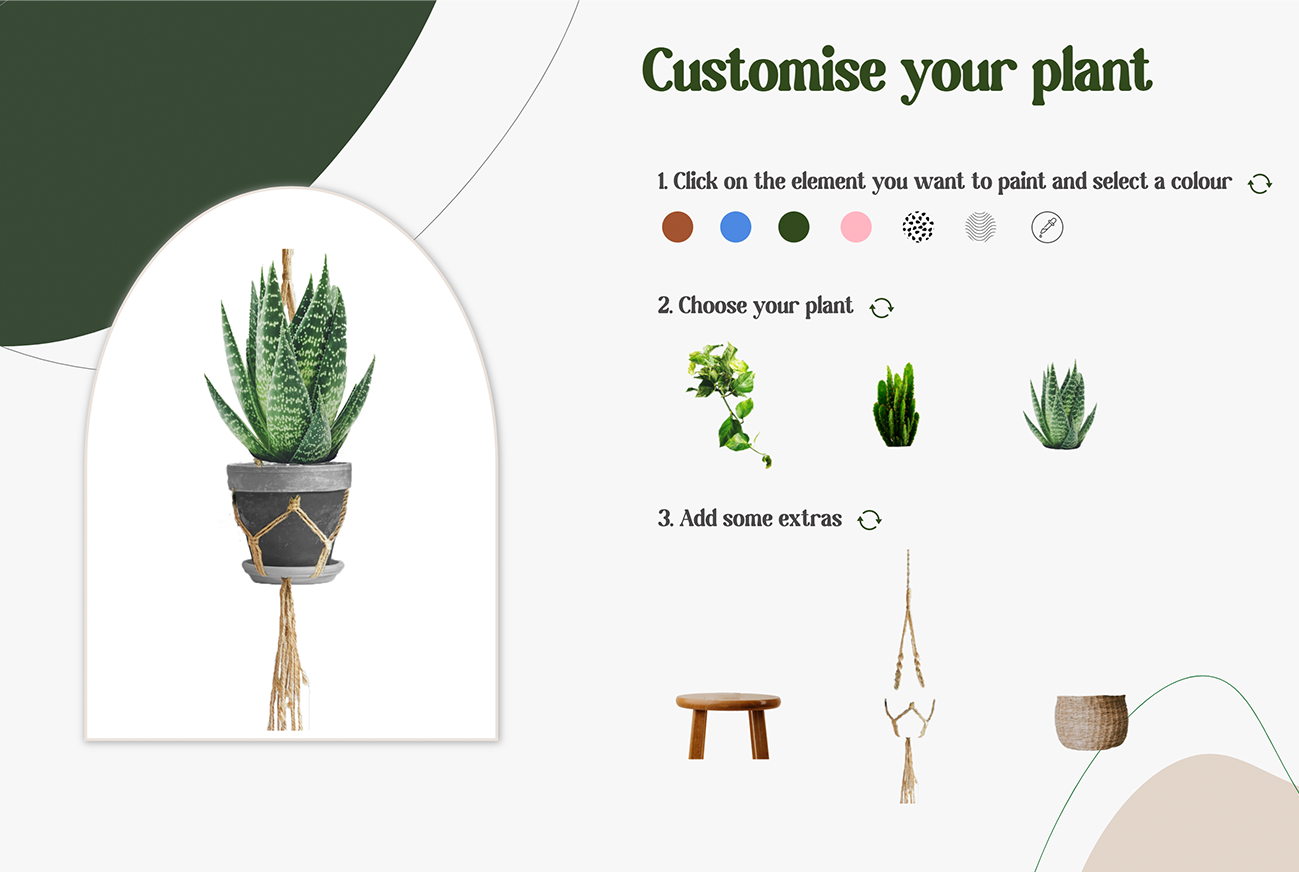 Customise your plant
1. Click on the element you want to paint and select a colour
2. Choose your plant
3. Add some extras